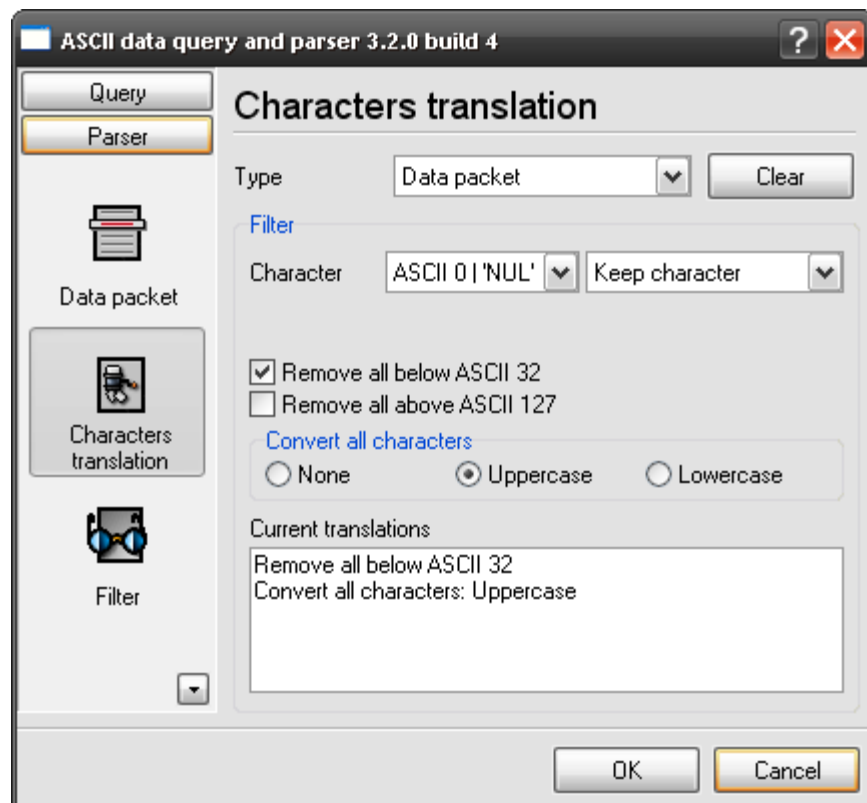 ASCII data query and parser 3.2.0 build 4
Query
Parser
Data packet
Characters
translation
Filter
Characters translation
Type Data packet Clear
Filter
Character ASCII 0 | 'NUL' Keep character
Remove all below ASCII 32
Remove all above ASCII 127
Convert all characters
None Uppercase Lowercase
Current translations
Remove all below ASCII 32
Convert all characters: Uppercase
OK Cancel